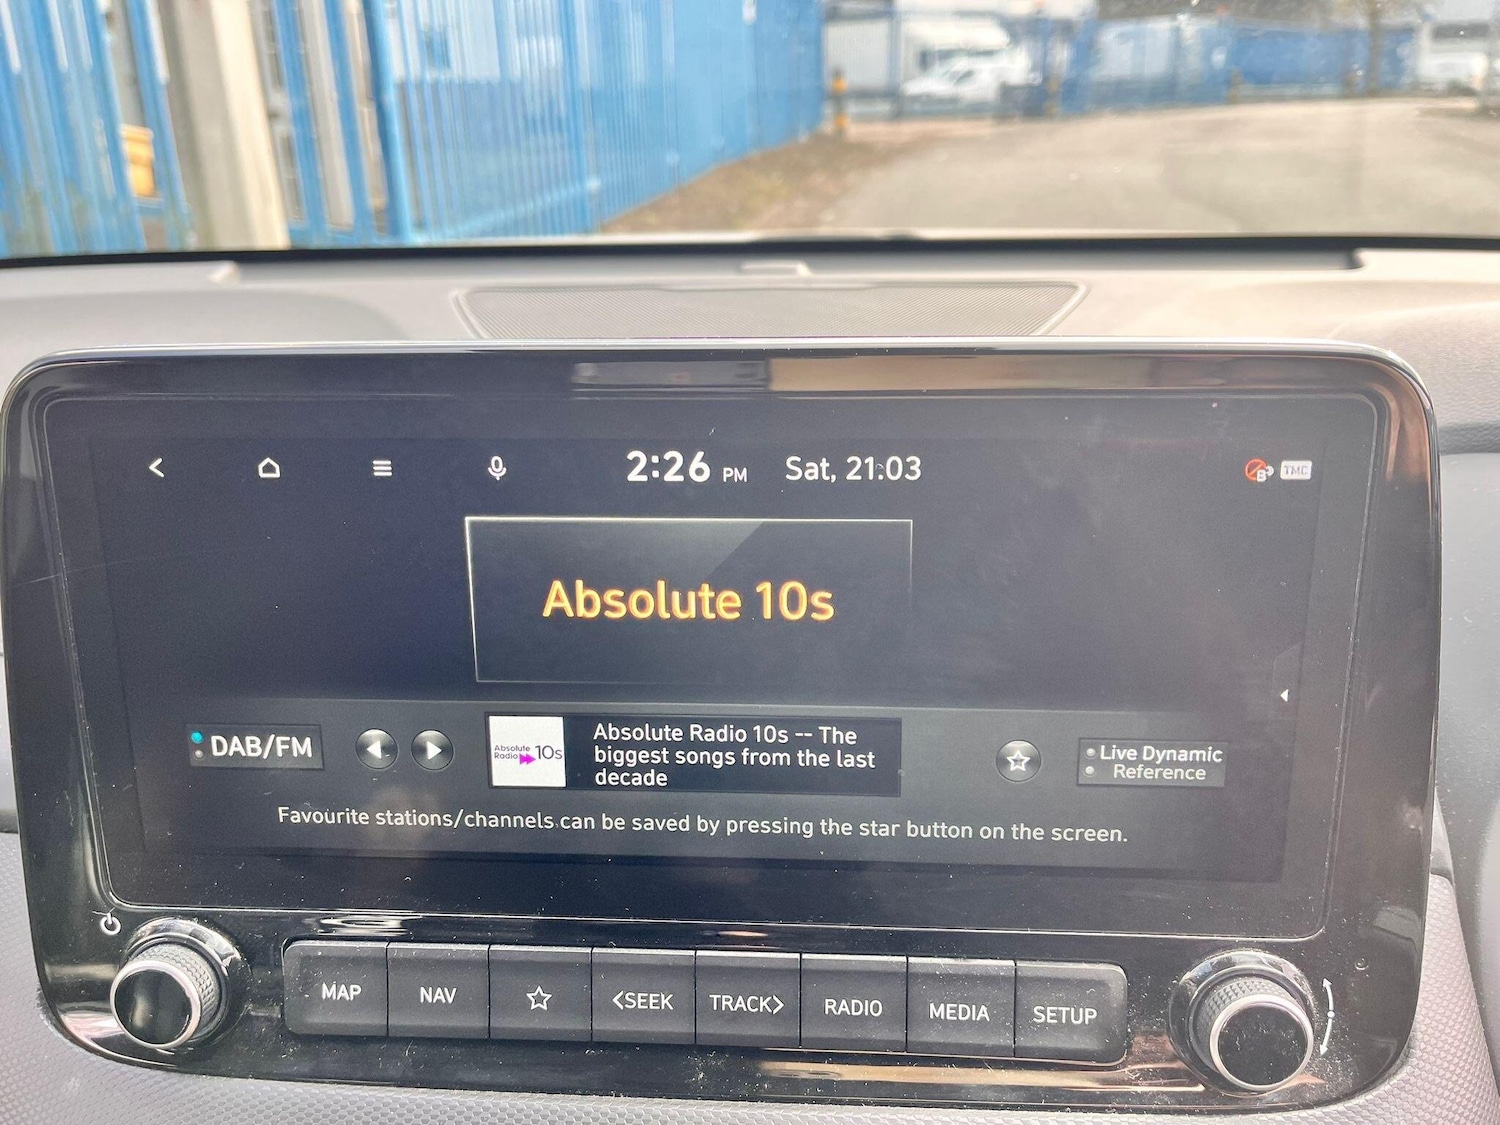 2:26 PM Sat, 21.03
TMC
Absolute 10s
DAB/FM
Absolute
Radio 10s
Absolute Radio 10s -- The
biggest songs from the last
decade
Live Dynamic
Reference
Favourite stations/channels can be saved by pressing the star button on the screen.
MAP
NAV
<SEEK
TRACK>
RADIO
MEDIA
SETUP